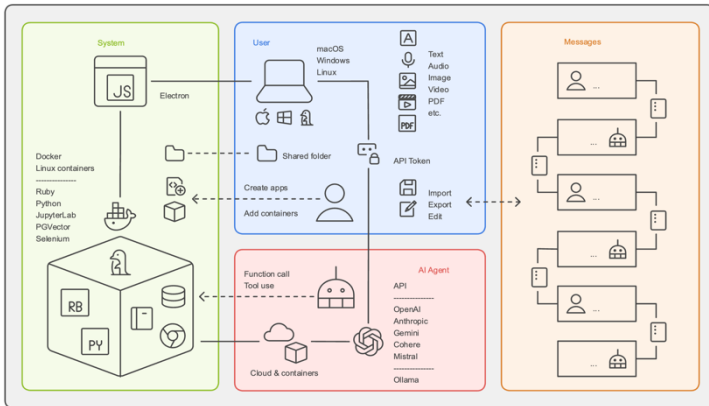 System
JS
Electron
Docker
Linux containers
---------------
Ruby
Python
JupyterLab
PGVector
Selenium
RB
PY
User
macOS
Windows
Linux
A
Text
Audio
Image
Video
PDF
etc.
PDF
Shared folder
API Token
Create apps
Add containers
Import
Export
Edit
AI Agent
Function call
Tool use
Cloud & containers
API
---------------
OpenAI
Anthropic
Gemini
Cohere
Mistral
---------------
Ollama
Messages
...
...
...
...
...
...